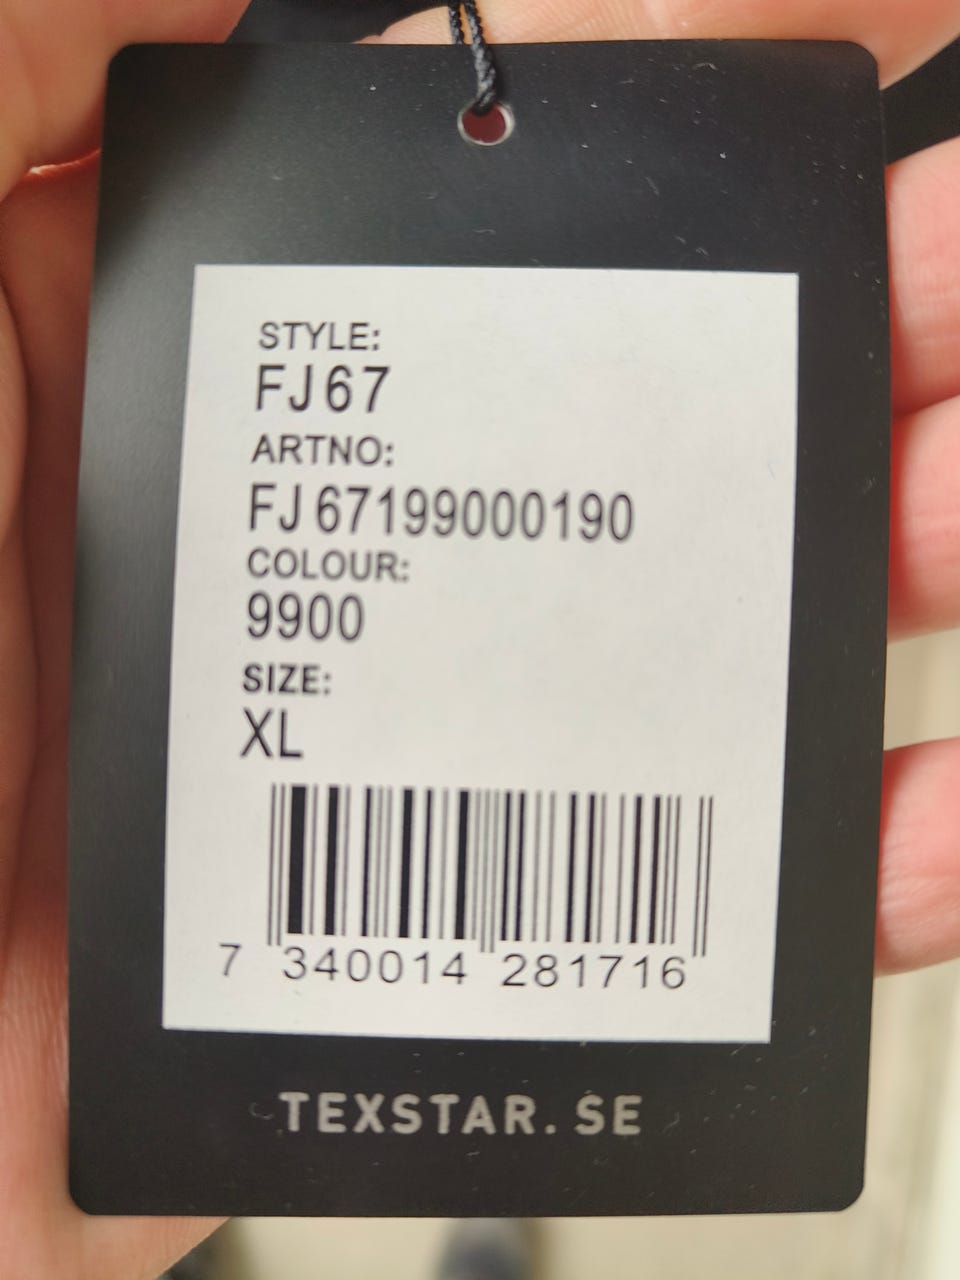 STYLE:
FJ67
ARTNO:
FJ67199000190
COLOUR:
9900
SIZE:
XL
7 340014 281716
TEXSTAR.SE